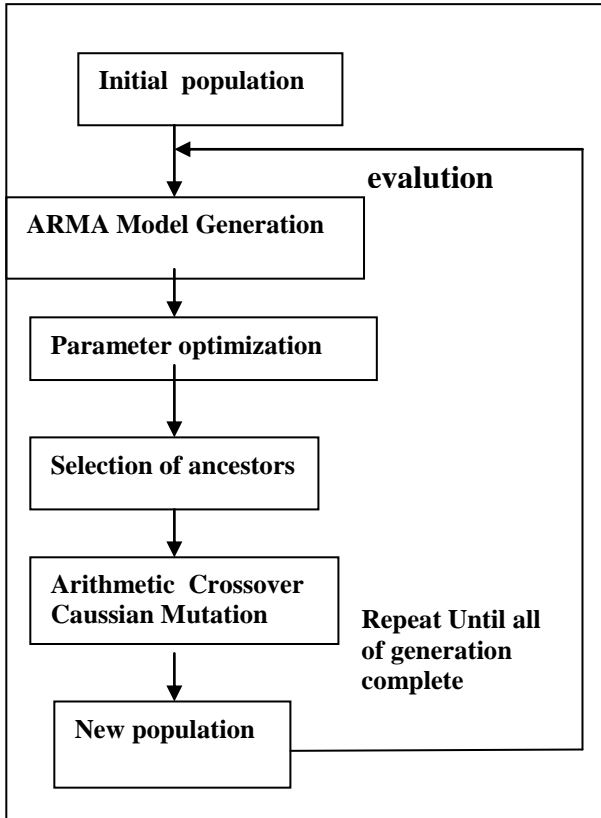 Initial population
evalution
ARMA Model Generation
Parameter optimization
Selection of ancestors
Arithmetic Crossover
Caussian Mutation
Repeat Until all
of generation
complete
New population